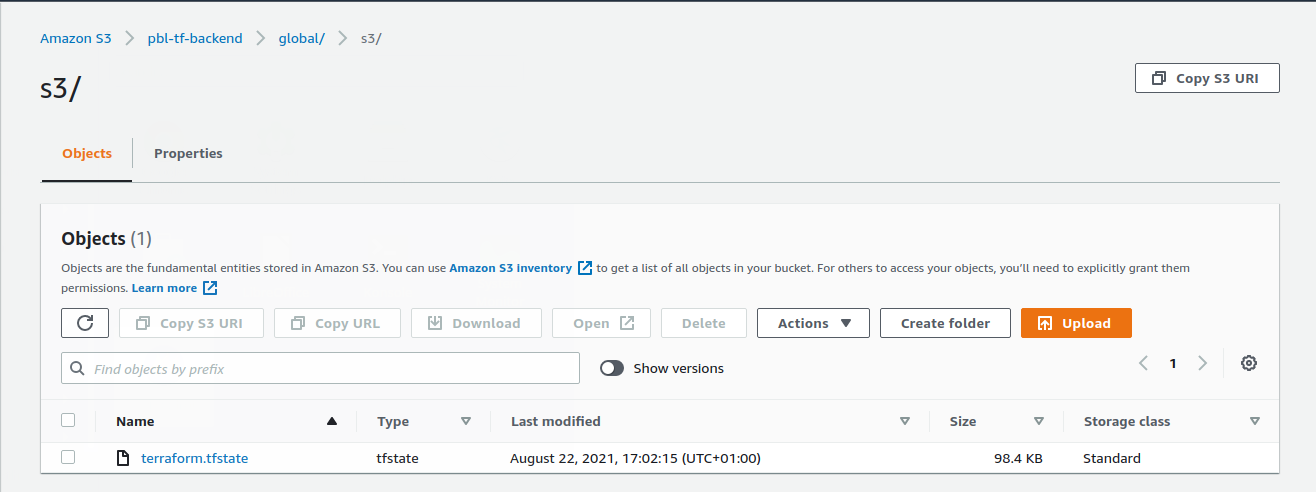 Amazon S3 > pbl-tf-backend > global/ > s3/
s3/
Copy S3 URI
Objects
Properties
Objects (1)
Objects are the fundamental entities stored in Amazon S3. You can use Amazon S3 inventory to get a list of all objects in your bucket. For others to access your objects, you'll need to explicitly grant them
permissions. Learn more
Copy S3 URI
Copy URL
Download
Open
Delete
Actions
Create folder
Upload
Find objects by prefix
Show versions
1
Name
Type
Last modified
Size
Storage class
terraform.tfstate
tfstate
August 22, 2021, 17:02:15 (UTC+01:00)
98.4 KB
Standard